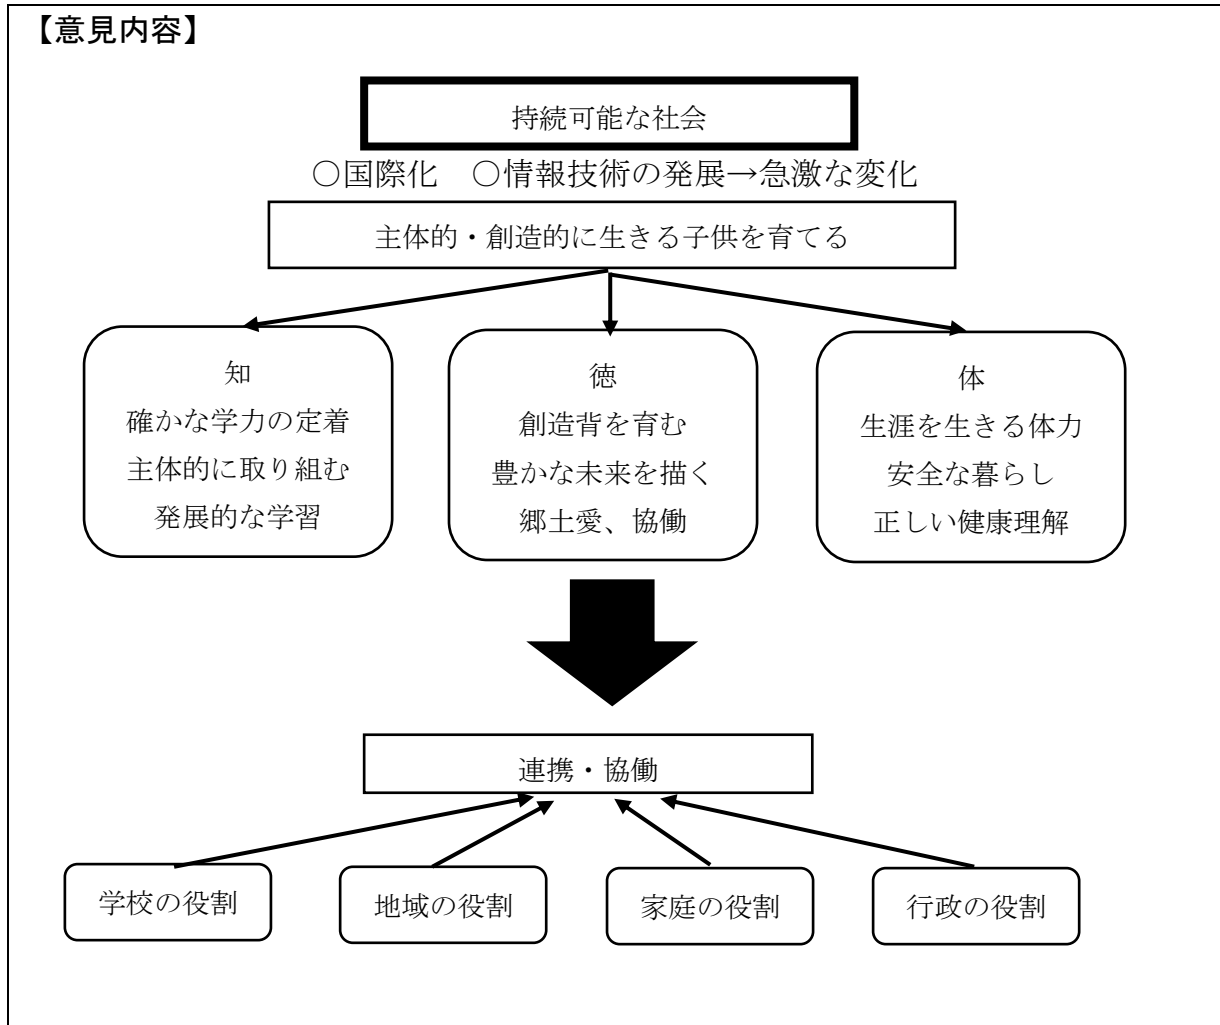 【意見内容】
持続可能な社会
○国際化　○情報技術の発展→急激な変化
主体的・創造的に生きる子供を育てる
知
確かな学力の定着
主体的に取り組む
発展的な学習
徳
創造背を育む
豊かな未来を描く
郷土愛、協働
体
生涯を生きる体力
安全な暮らし
正しい健康理解
連携・協働
学校の役割
地域の役割
家庭の役割
行政の役割